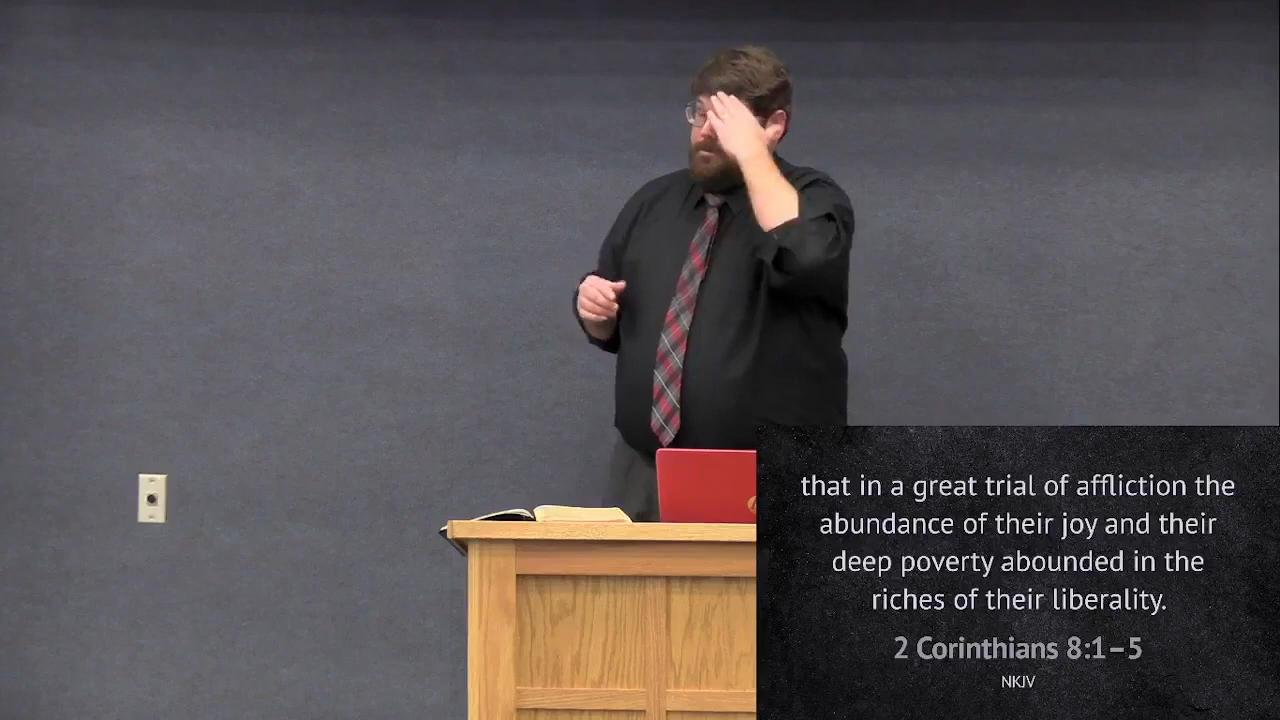 that in a great trial of affliction the
abundance of their joy and their
deep poverty abounded in the
riches of their liberality.
2 Corinthians 8:1–5
NKJV